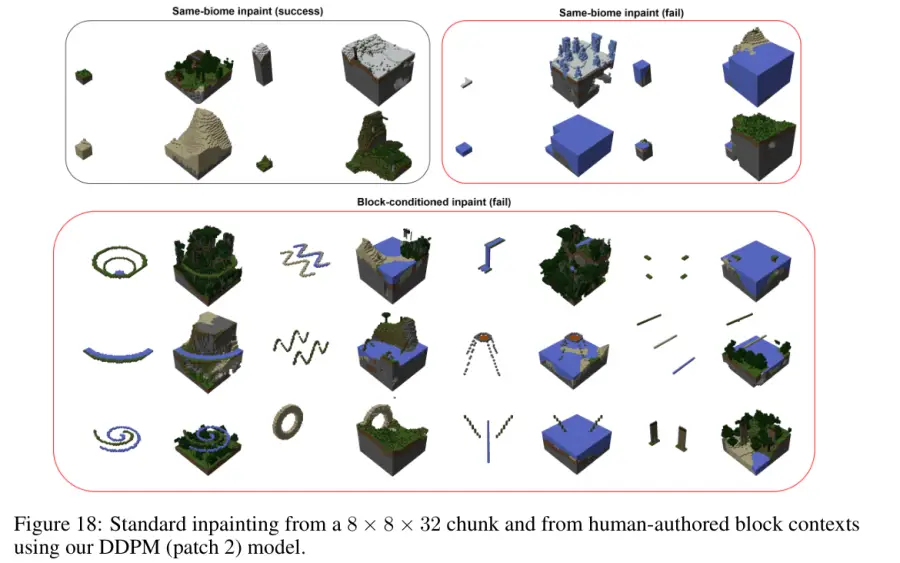 Same-biome inpaint (success)
Same-biome inpaint (fail)
Block-conditioned inpaint (fail)
Figure 18: Standard inpainting from a 8 × 8 × 32 chunk and from human-authored block contexts
using our DDPM (patch 2) model.